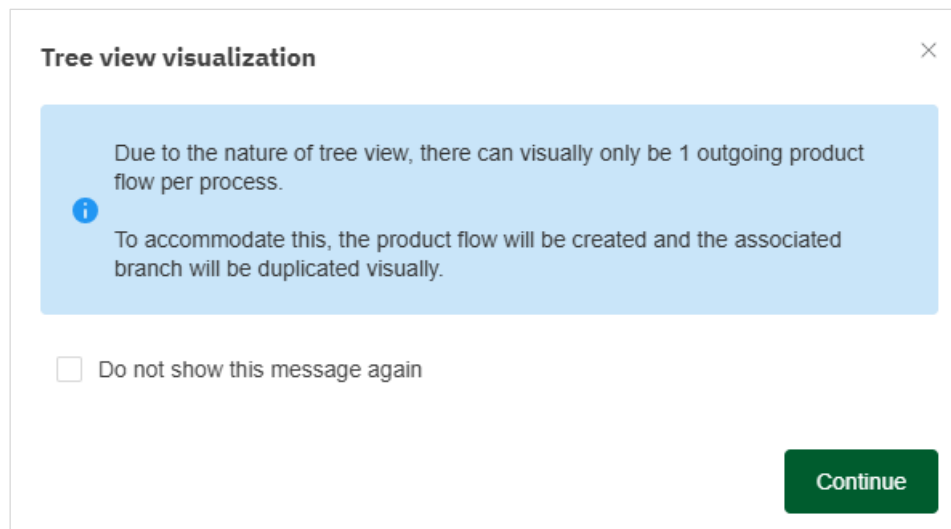 Tree view visualization
Due to the nature of tree view, there can visually only be 1 outgoing product
flow per process.
To accommodate this, the product flow will be created and the associated
branch will be duplicated visually.
Do not show this message again
Continue